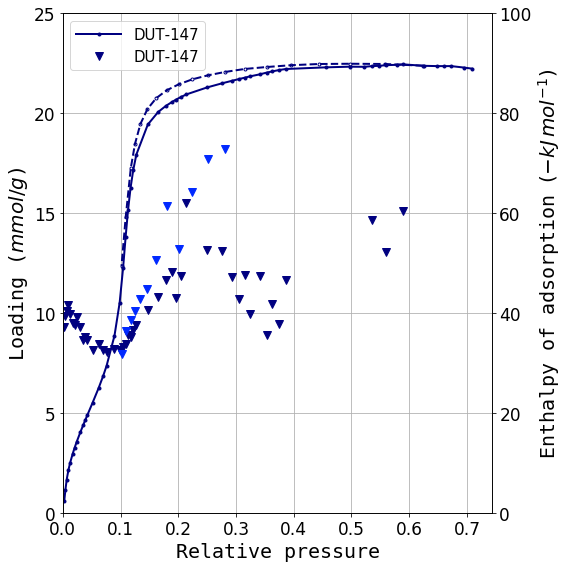 DUT-147
DUT-147
25
20
15
10
5
0
Loading (mmol/g)
0.0 0.1 0.2 0.3 0.4 0.5 0.6 0.7
Relative pressure
100
80
60
40
20
0
Enthalpy of adsorption (−kJmol⁻¹)